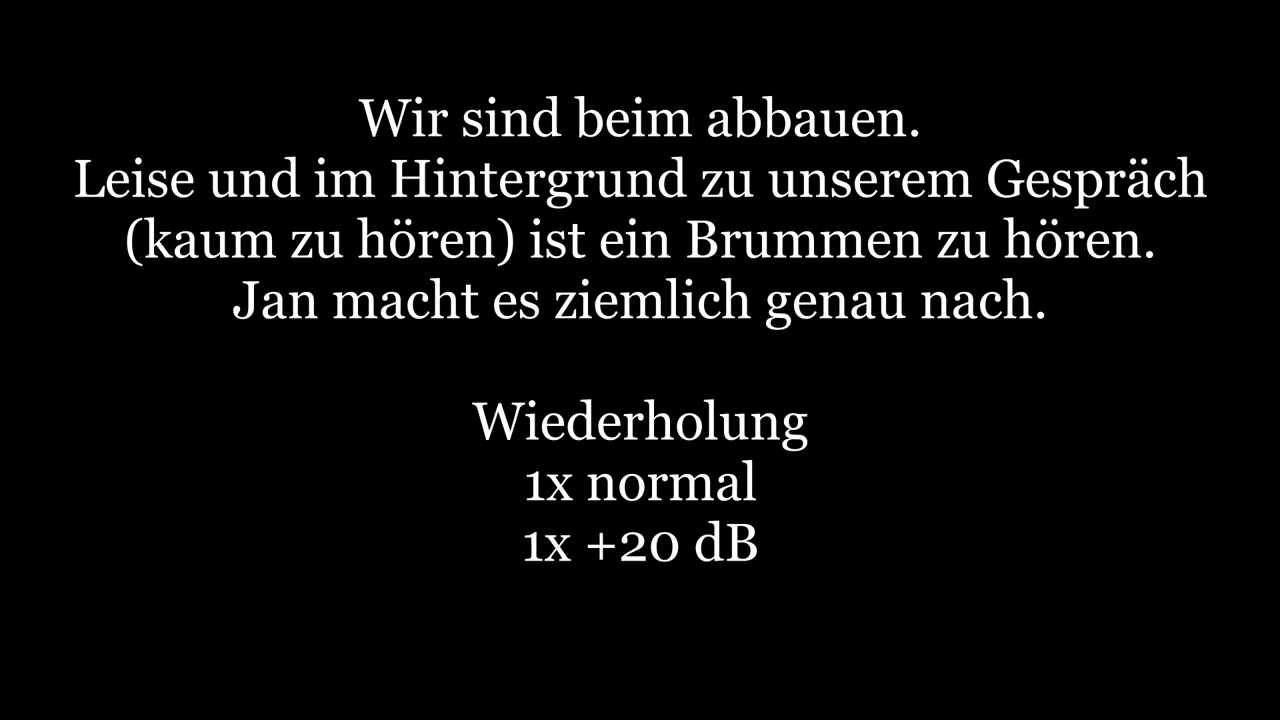 Wir sind beim abbauen.
Leise und im Hintergrund zu unserem Gespräch
(kaum zu hören) ist ein Brummen zu hören.
Jan macht es ziemlich genau nach.
Wiederholung
1x normal
1x +20 dB